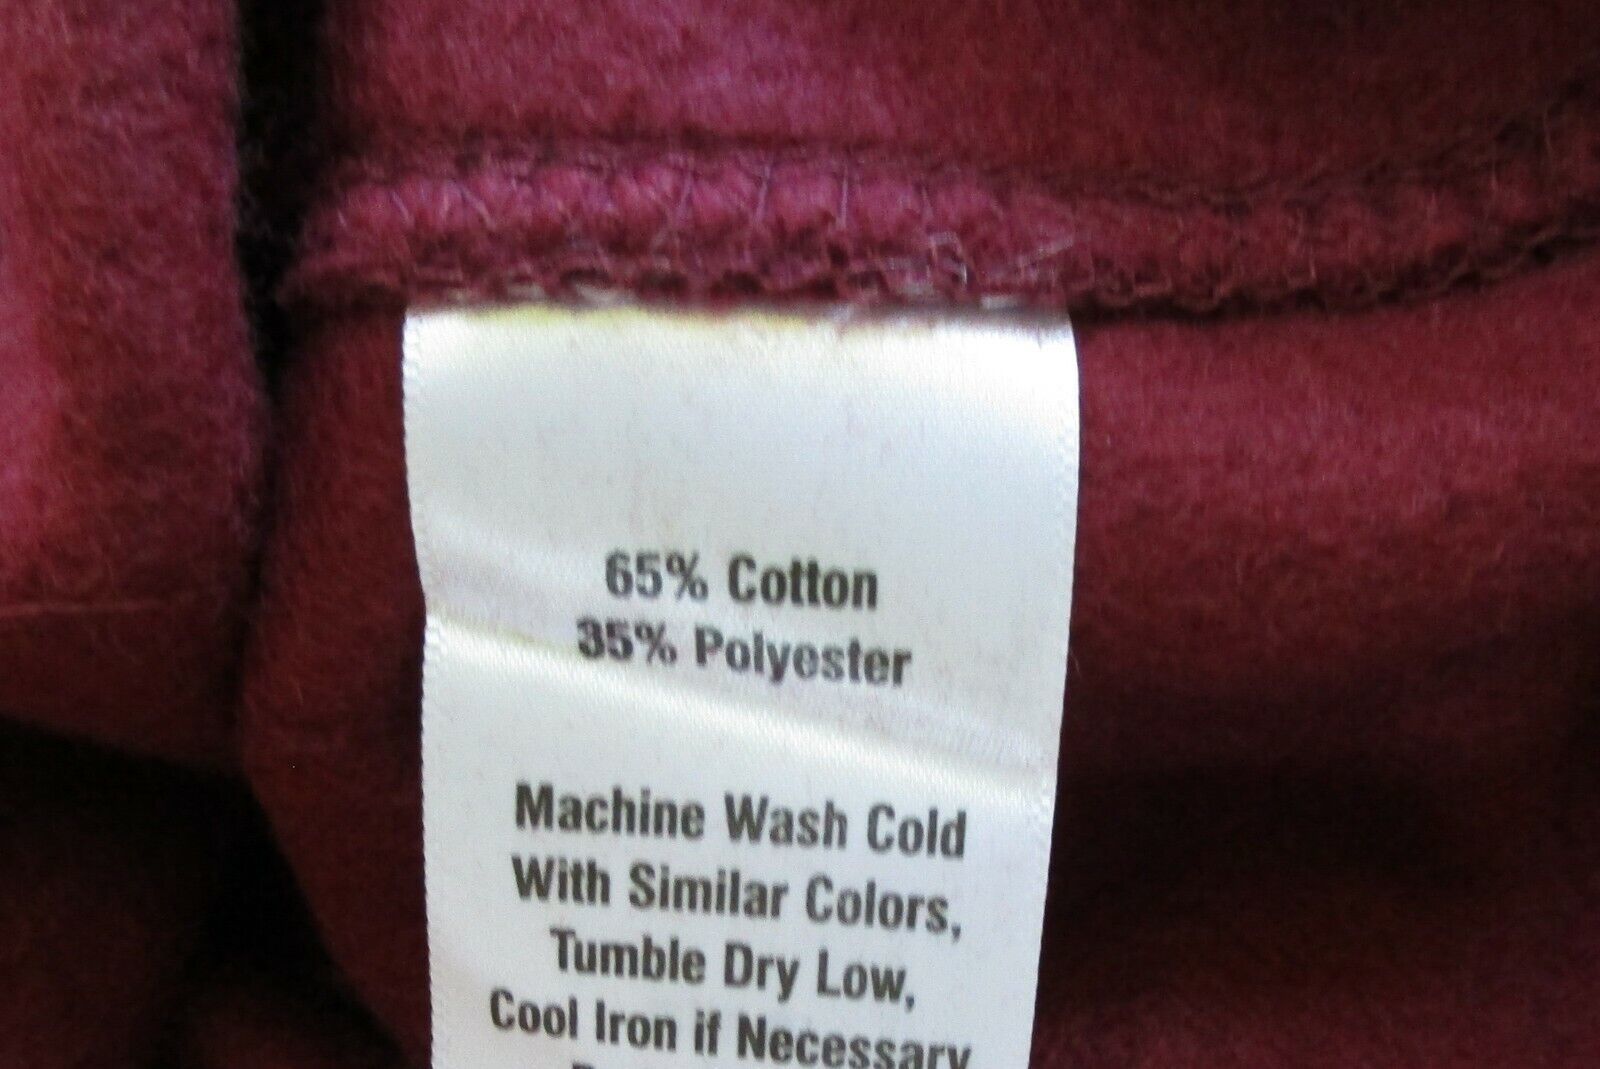 65% Cotton
35% Polyester
Machine Wash Cold
With Similar Colors,
Tumble Dry Low,
Cool Iron if Necessary